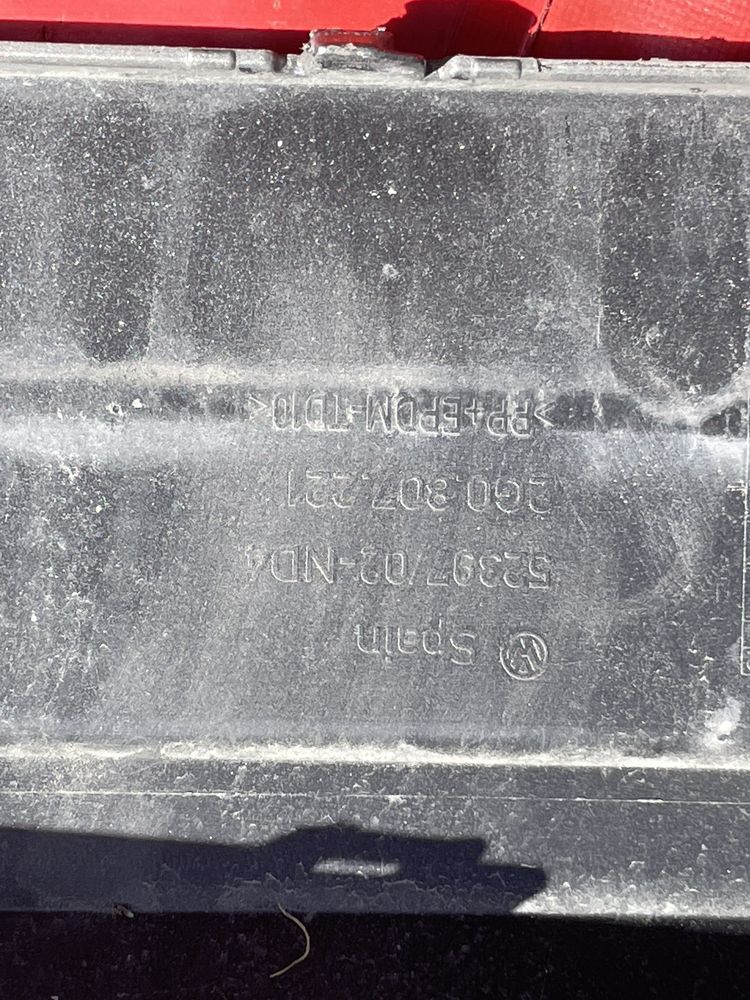 Spain
52397/02-ND4
2G0.807.221
>PP+EPDM-TD10<